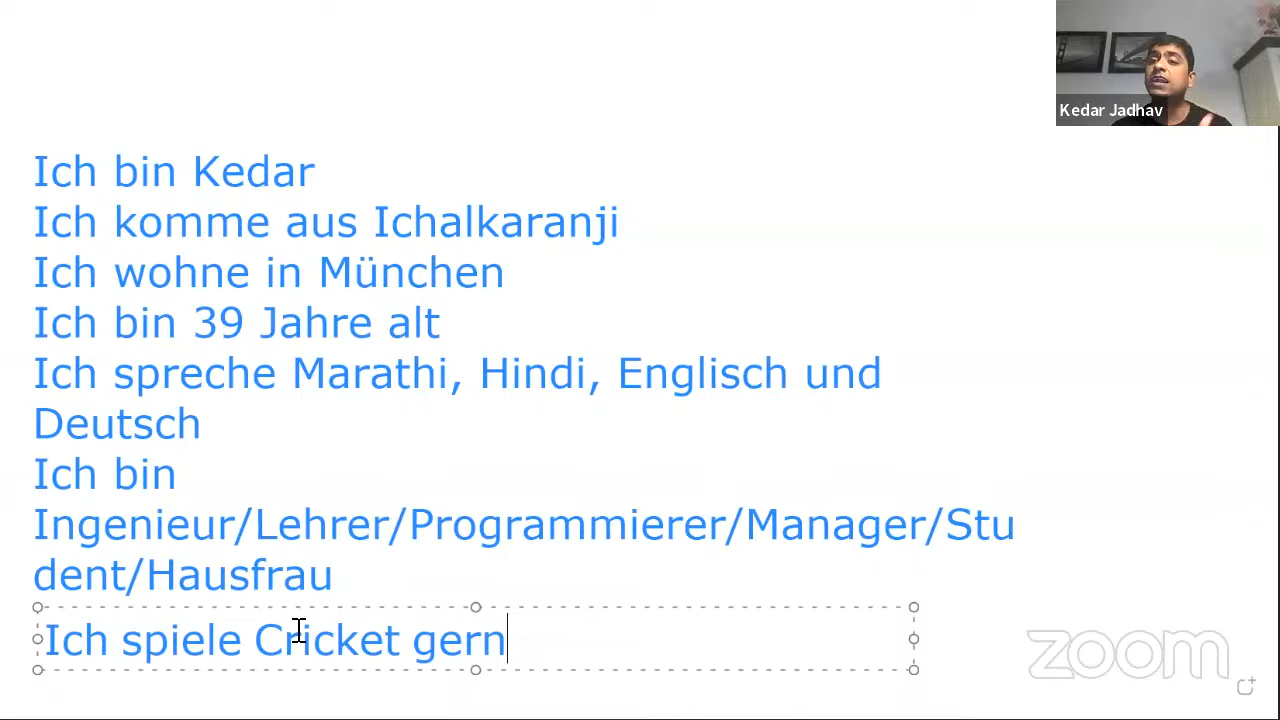 Kedar Jadhav
Ich bin Kedar
Ich komme aus Ichalkaranji
Ich wohne in München
Ich bin 39 Jahre alt
Ich spreche Marathi, Hindi, Englisch und
Deutsch
Ich bin
Ingenieur/Lehrer/Programmierer/Manager/Stu
dent/Hausfrau
Ich spiele Cricket gern
zoom